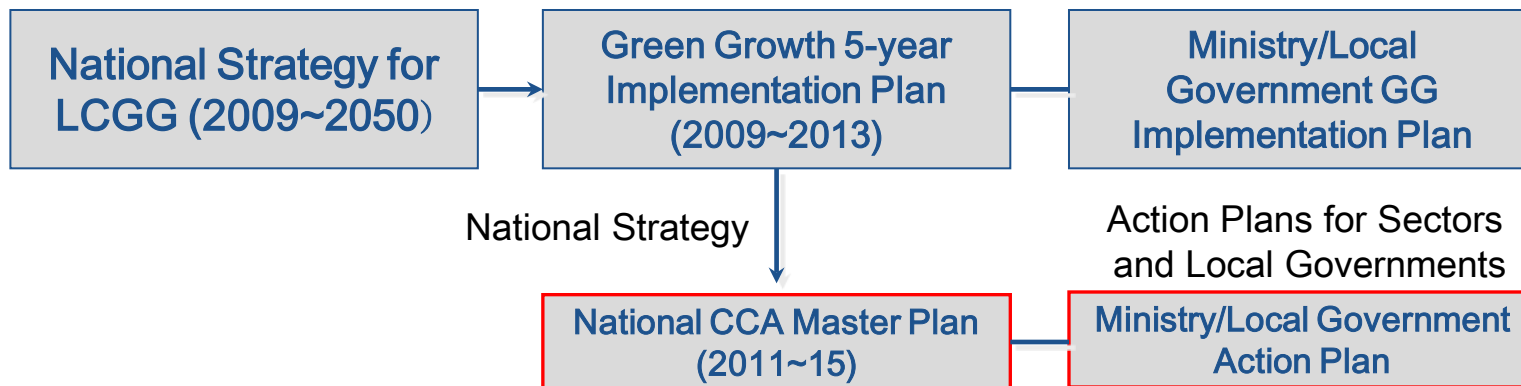 National Strategy for
LCGG (2009~2050）
Green Growth 5-year
Implementation Plan
(2009~2013)
Ministry/Local
Government GG
Implementation Plan
National Strategy
Action Plans for Sectors
and Local Governments
National CCA Master Plan
(2011~15)
Ministry/Local Government
Action Plan